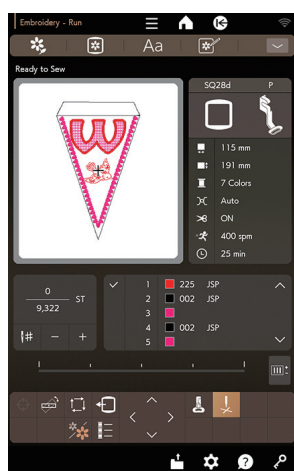 Embroidery - Run
Aa
Ready to Sew
SQ28d P
115 mm
191 mm
7 Colors
Auto
ON
400 spm
25 min
0
9,322
ST
1 225 JSP
2 002 JSP
3
4 002 JSP
5
W